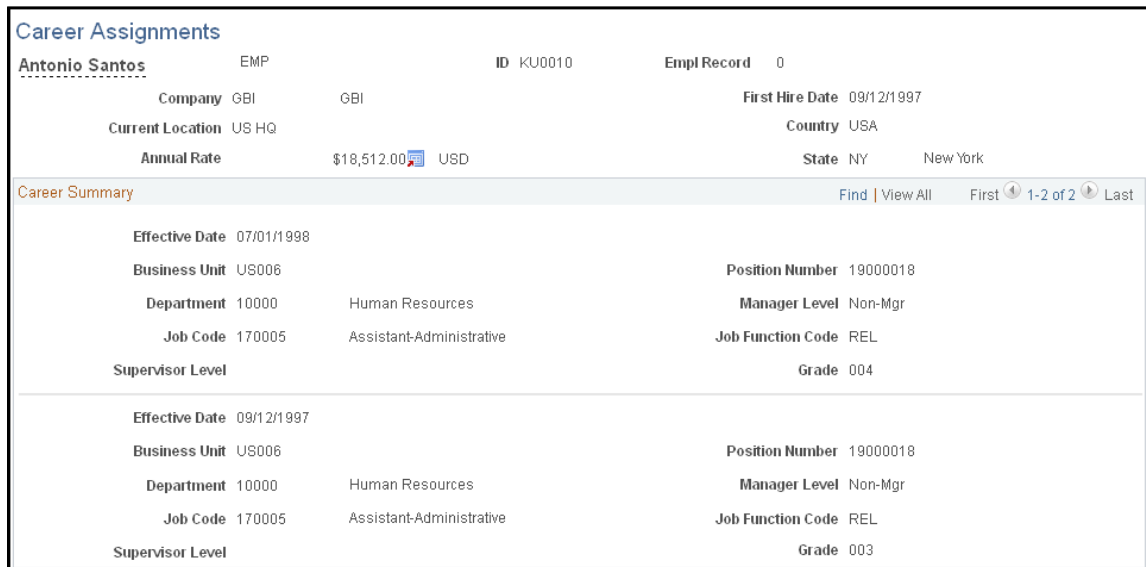 Career Assignments
Antonio Santos EMP ID KU0010 Empl Record 0
Company GBI GBI First Hire Date 09/12/1997
Current Location US HQ Country USA
Annual Rate $18,512.00 USD State NY New York
Career Summary Find | View All First 1-2 of 2 Last
Effective Date 07/01/1998
Business Unit US006 Position Number 19000018
Department 10000 Human Resources Manager Level Non-Mgr
Job Code 170005 Assistant-Administrative Job Function Code REL
Supervisor Level Grade 004
Effective Date 09/12/1997
Business Unit US006 Position Number 19000018
Department 10000 Human Resources Manager Level Non-Mgr
Job Code 170005 Assistant-Administrative Job Function Code REL
Supervisor Level Grade 003